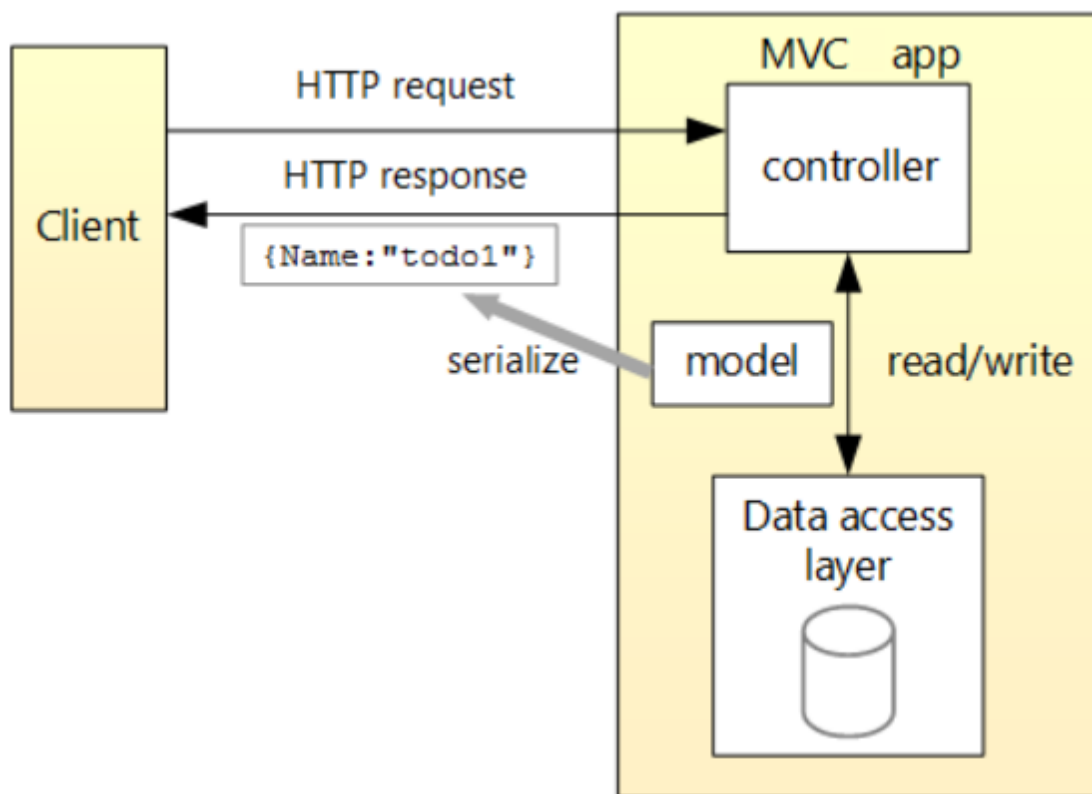 MVC app
HTTP request
controller
HTTP response
Client
{Name:"todo1"}
serialize
model
read/write
Data access
layer